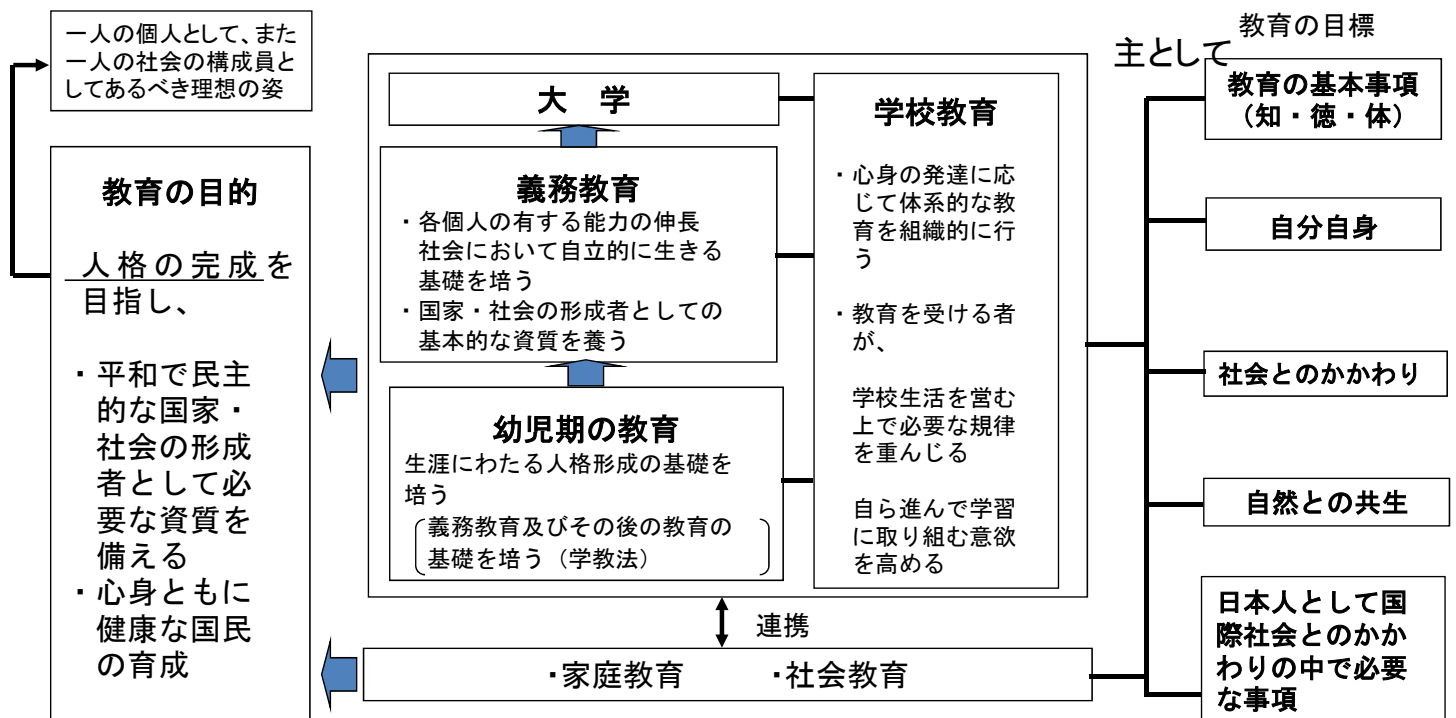 一人の個人として、また
一人の社会の構成員と
してあるべき理想の姿
教育の目的
人格の完成を
目指し、
・平和で民主
的な国家・
社会の形成
者として必
要な資質を
備える
・心身ともに
健康な国民
の育成
大 学
義務教育
・各個人の有する能力の伸長
社会において自立的に生きる
基礎を培う
・国家・社会の形成者としての
基本的な資質を養う
幼児期の教育
生涯にわたる人格形成の基礎を
培う
義務教育及びその後の教育の
基礎を培う（学教法）
学校教育
・心身の発達に応
じて体系的な教
育を組織的に行
う
・教育を受ける者
が、
学校生活を営む
上で必要な規律
を重んじる
自ら進んで学習
に取り組む意欲
を高める
連携
・家庭教育 ・社会教育
教育の目標
主として
教育の基本事項
（知・徳・体）
自分自身
社会とのかかわり
自然との共生
日本人として国
際社会とのかか
わりの中で必要
な事項